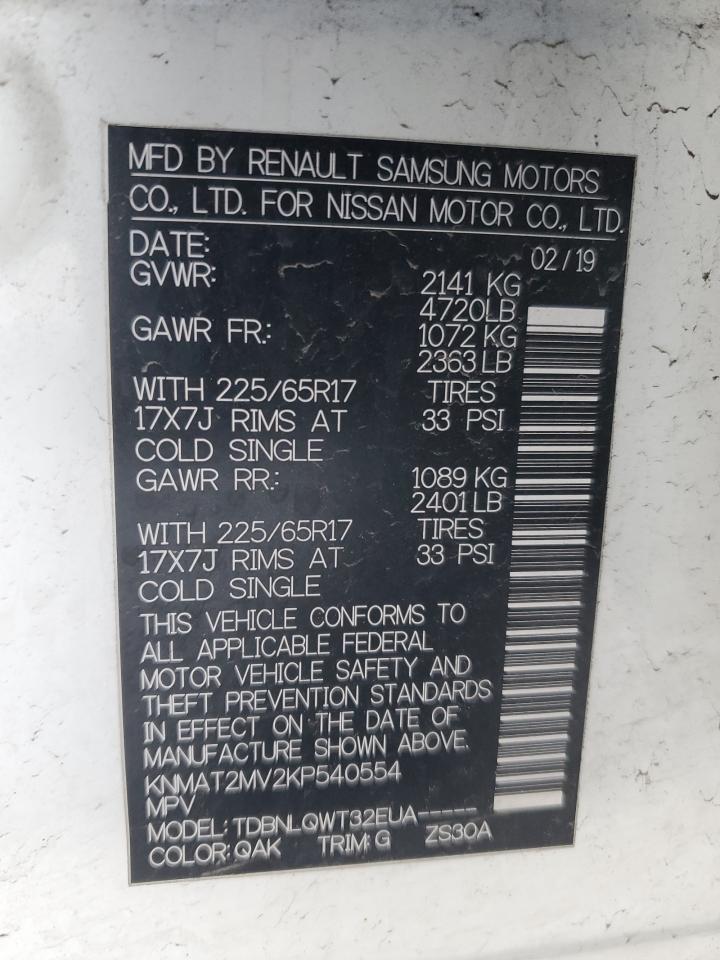 MFD BY RENAULT SAMSUNG MOTORS
CO., LTD. FOR NISSAN MOTOR CO., LTD.
DATE: 02/19
GVWR: 2141 KG
4720LB
GAWR FR: 1072 KG
2363 LB
WITH 225/65R17 TIRES
17X7J RIMS AT 33 PSI
COLD SINGLE
GAWR RR: 1089 KG
2401 LB
WITH 225/65R17 TIRES
17X7J RIMS AT 33 PSI
COLD SINGLE
THIS VEHICLE CONFORMS TO
ALL APPLICABLE FEDERAL
MOTOR VEHICLE SAFETY AND
THEFT PREVENTION STANDARDS
IN EFFECT ON THE DATE OF
MANUFACTURE SHOWN ABOVE.
KNMAT2MV2KP540554
MPV
MODEL: TDBNLQWT32EUA-----
COLOR: QAK TRIM: G ZS30A